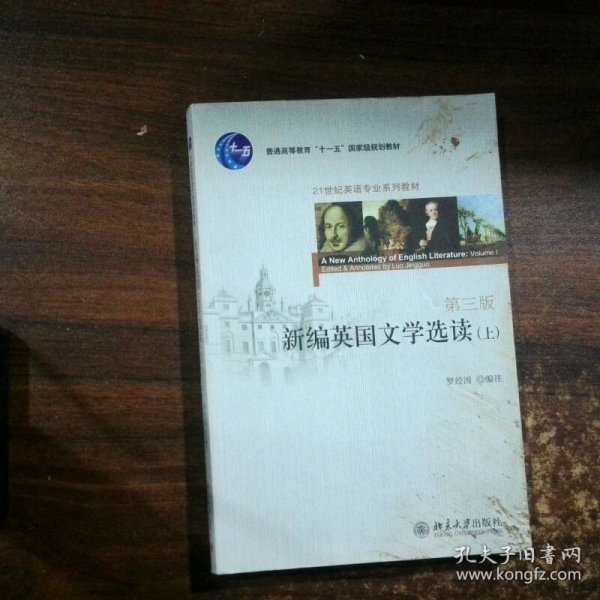 十一五
普通高等教育"十一五"国家级规划教材
21世纪英语专业系列教材
A New Anthology of English Literature: Volume I
Edited & Annotated by Luo Jingguo
第三版
新编英国文学选读(上)
罗经国 ◎编注
北京大学出版社
孔夫子旧书网
www.kongfz.com